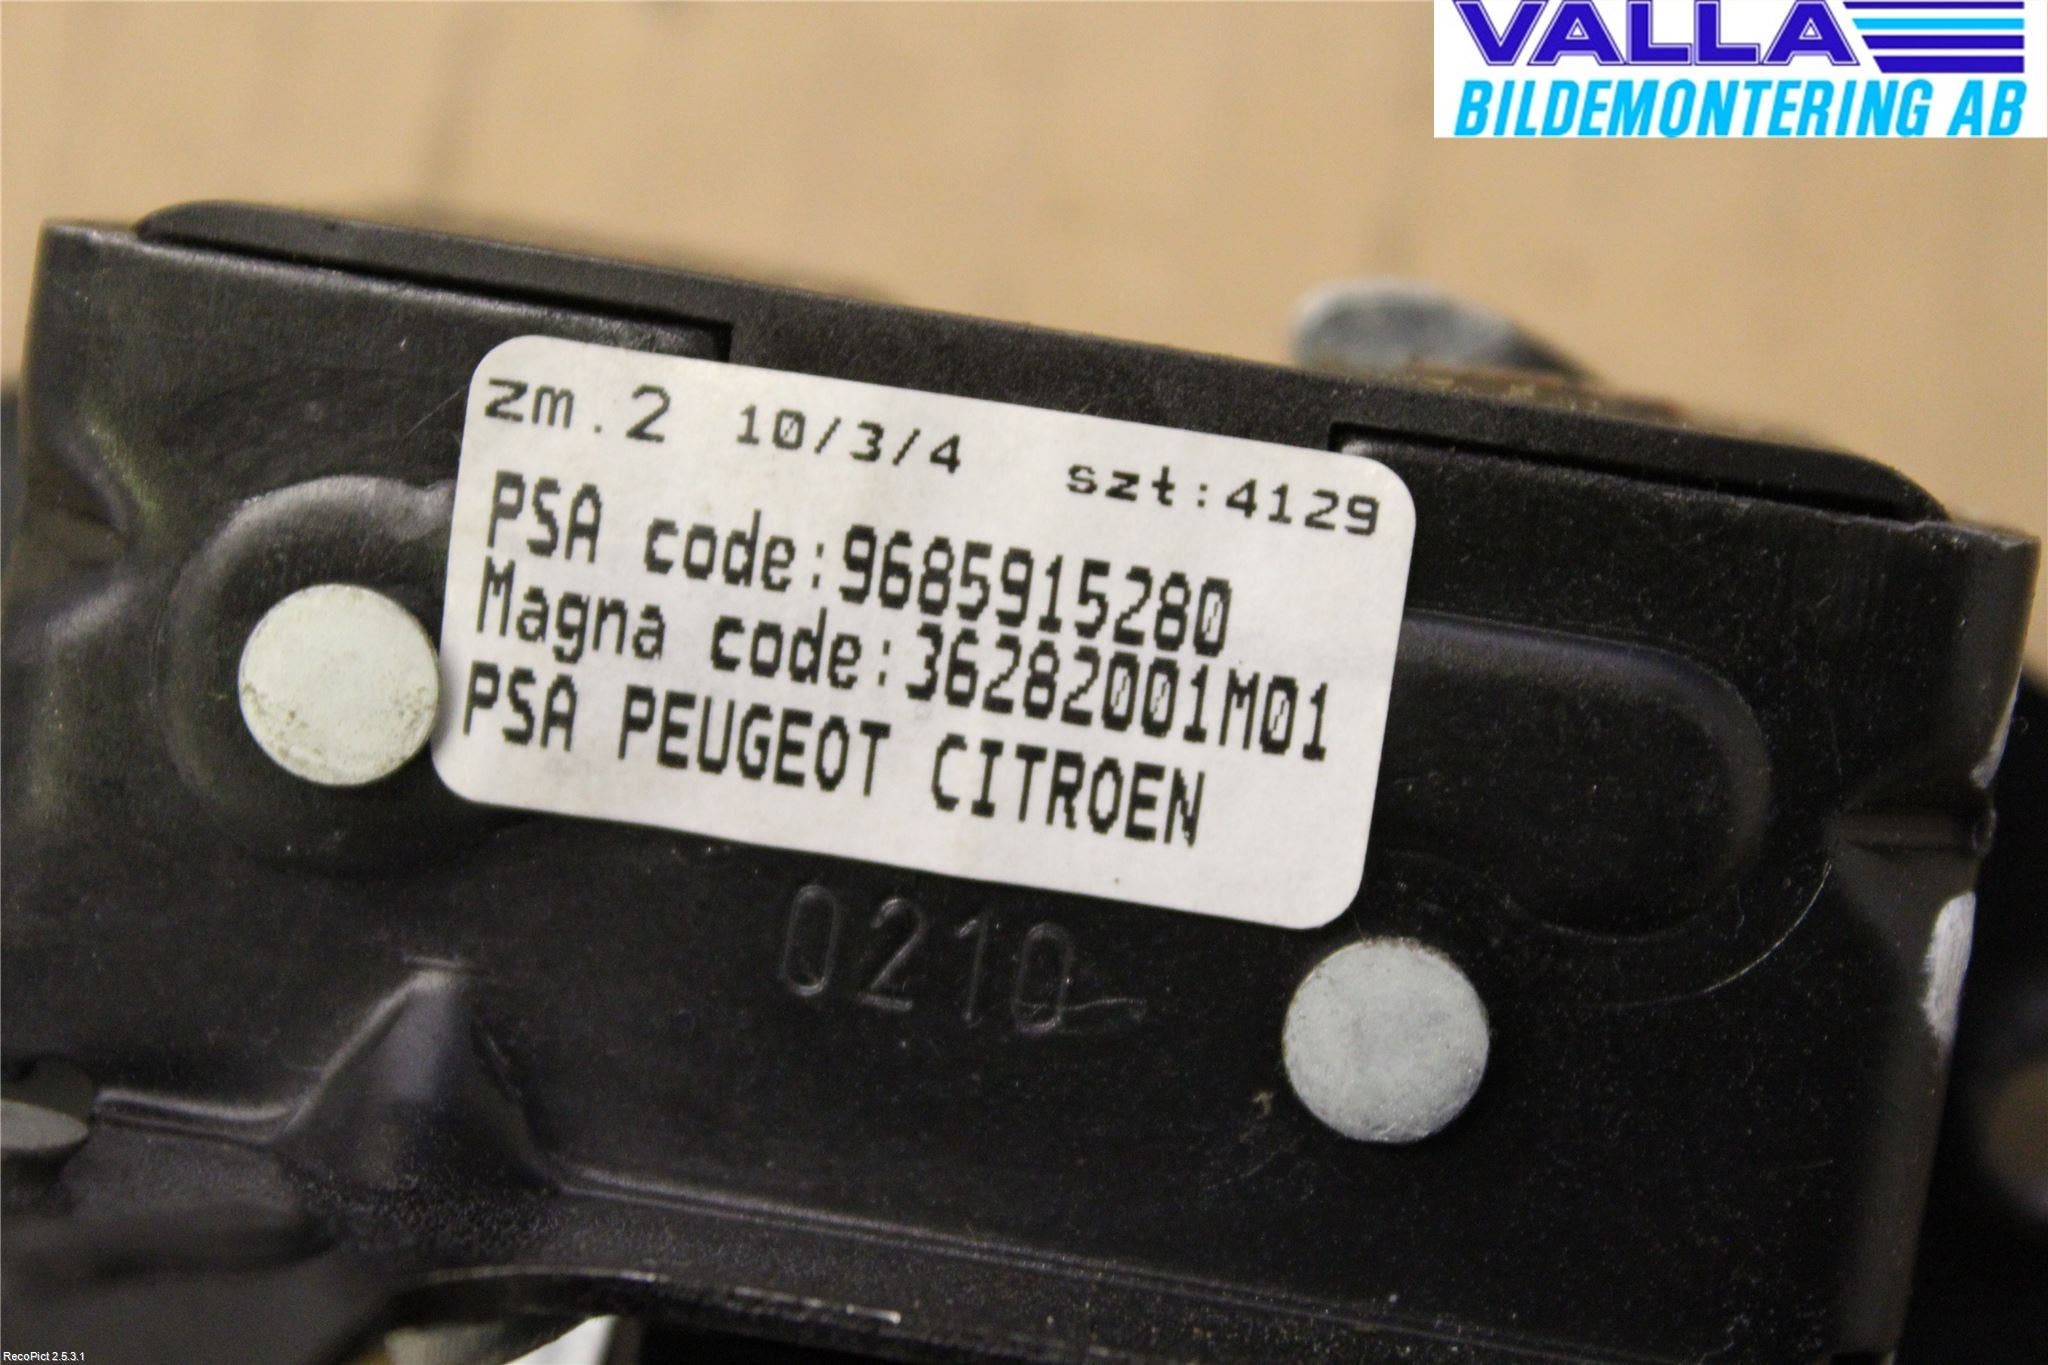 VALLA
BILDEMONTERING AB
zm.2 10/3/4 szt:4129
PSA code:9685915280
Magna code:36282001M01
PSA PEUGEOT CITROEN
0210
RecoPict 2.5.3.1